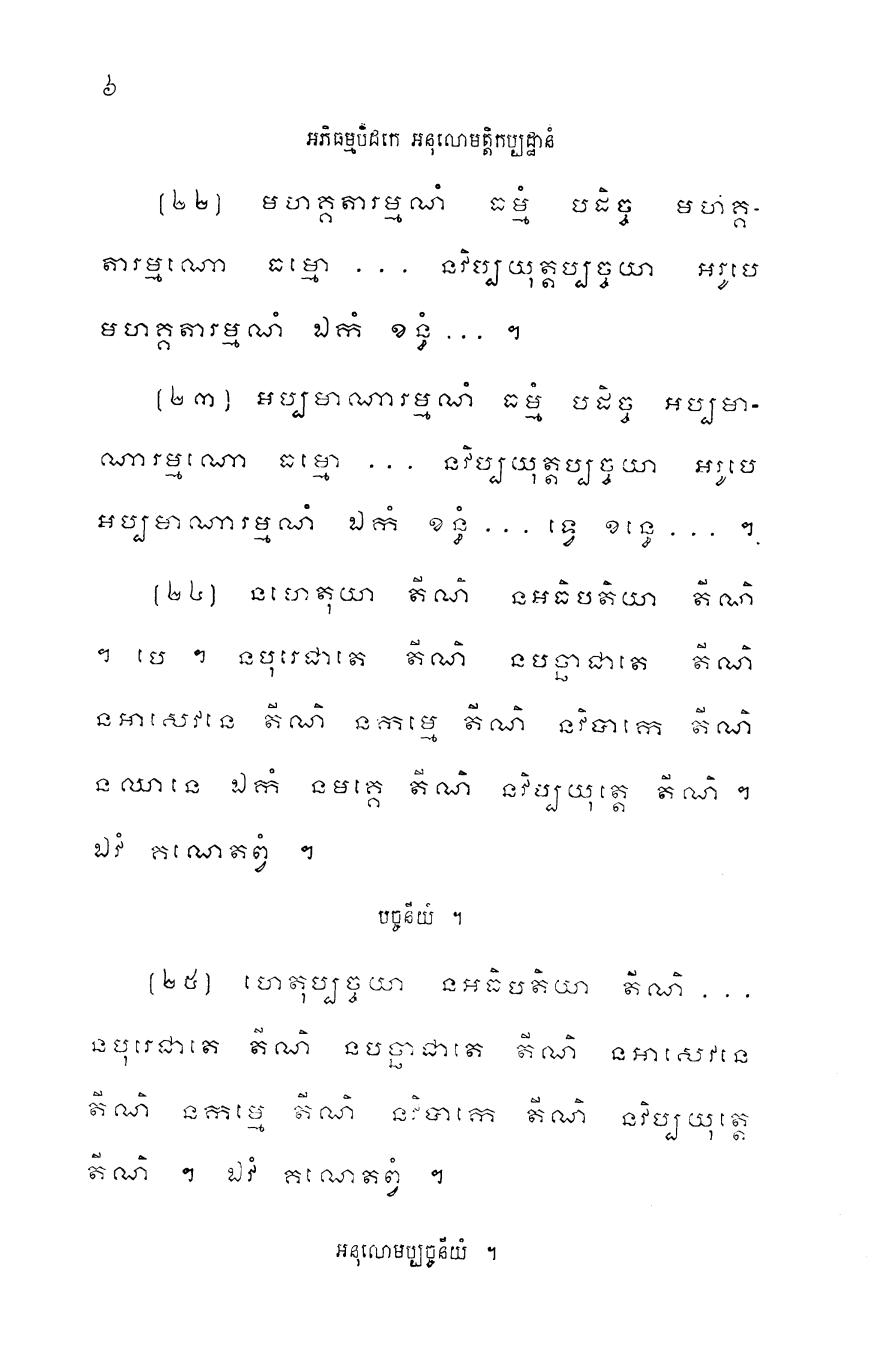 ៦
អភិធម្មបិដកេ អនុលោមត្តិកប្បដ្ឋានំ
(២២) មហគ្គតារម្មណំ ធម្មំ បដិច្ច មហគ្គ-
តារម្មណោ ធម្មោ ... នវិប្បយុត្តប្បច្ចយា អរូបេ
មហគ្គតារម្មណំ ឯកំ ខន្ធំ ... ។
(២៣) អប្បមាណារម្មណំ ធម្មំ បដិច្ច អប្បមា-
ណារម្មណោ ធម្មោ ... នវិប្បយុត្តប្បច្ចយា អរូបេ
អប្បមាណារម្មណំ ឯកំ ខន្ធំ ... ទ្វេ ខន្ធេ ... ។
(២៤) នហេតុយា តីណិ នអធិបតិយា តីណិ
។ បេ ។ នបុរេជាតេ តីណិ នបច្ឆាជាតេ តីណិ
នអាសេវនេ តីណិ នកម្មេ តីណិ នវិបាកេ តីណិ
នឈានេ ឯកំ នមគ្គេ តីណិ នវិប្បយុត្តេ តីណិ ។
ឯវំ គណេតព្វំ ។
បច្ចនីយំ ។
(២៥) ហេតុប្បច្ចយា នអធិបតិយា តីណិ ...
នបុរេជាតេ តីណិ នបច្ឆាជាតេ តីណិ នអាសេវនេ
តីណិ នកម្មេ តីណិ នវិបាកេ តីណិ នវិប្បយុត្តេ
តីណិ ។ ឯវំ គណេតព្វំ ។
អនុលោមប្បច្ចនីយំ ។